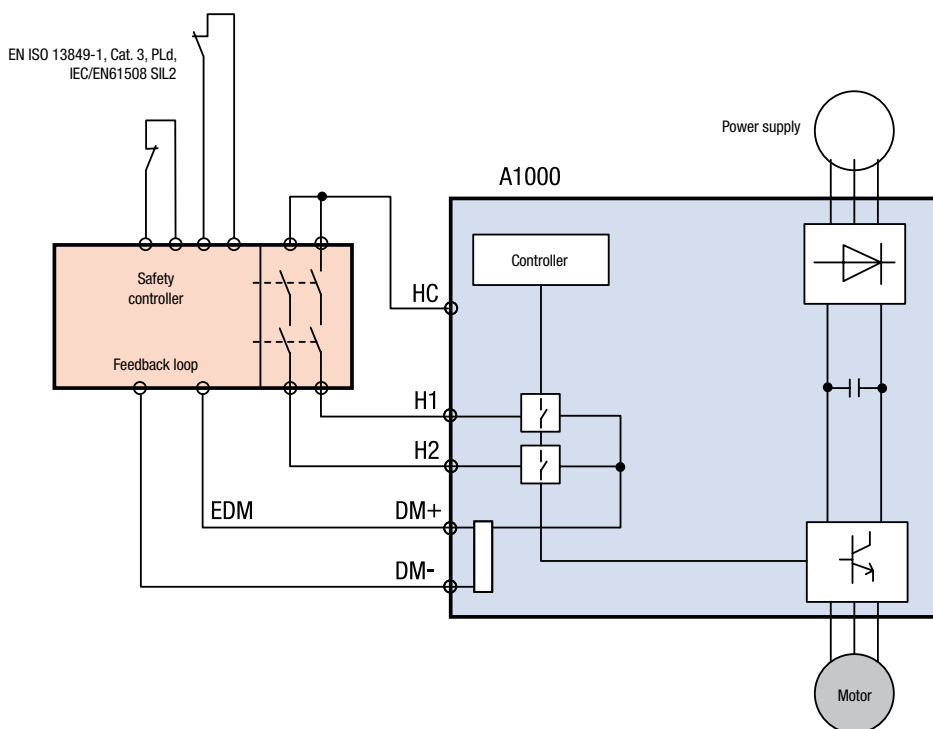 EN ISO 13849-1, Cat. 3, PLd,
IEC/EN61508 SIL2
Power supply
A1000
Controller
Safety
controller
HC
Feedback loop
H1
H2
EDM
DM+
DM-
Motor